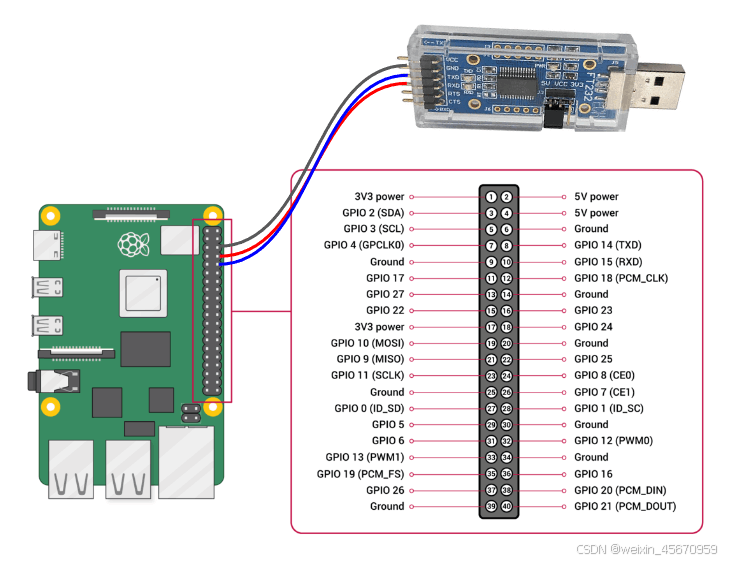 <--TXD
VCC
GND
TXD
RXD
RTS
CTS
TXD
RXD
PWR
J5
5V VCC 3V3
J3
FT232
J6
3V3 power 1 2 5V power
GPIO 2 (SDA) 3 4 5V power
GPIO 3 (SCL) 5 6 Ground
GPIO 4 (GPCLK0) 7 8 GPIO 14 (TXD)
Ground 9 10 GPIO 15 (RXD)
GPIO 17 11 12 GPIO 18 (PCM_CLK)
GPIO 27 13 14 Ground
GPIO 22 15 16 GPIO 23
3V3 power 17 18 GPIO 24
GPIO 10 (MOSI) 19 20 Ground
GPIO 9 (MISO) 21 22 GPIO 25
GPIO 11 (SCLK) 23 24 GPIO 8 (CE0)
Ground 25 26 GPIO 7 (CE1)
GPIO 0 (ID_SD) 27 28 GPIO 1 (ID_SC)
GPIO 5 29 30 Ground
GPIO 6 31 32 GPIO 12 (PWM0)
GPIO 13 (PWM1) 33 34 Ground
GPIO 19 (PCM_FS) 35 36 GPIO 16
GPIO 26 37 38 GPIO 20 (PCM_DIN)
Ground 39 40 GPIO 21 (PCM_DOUT)
CSDN @weixin_45670959